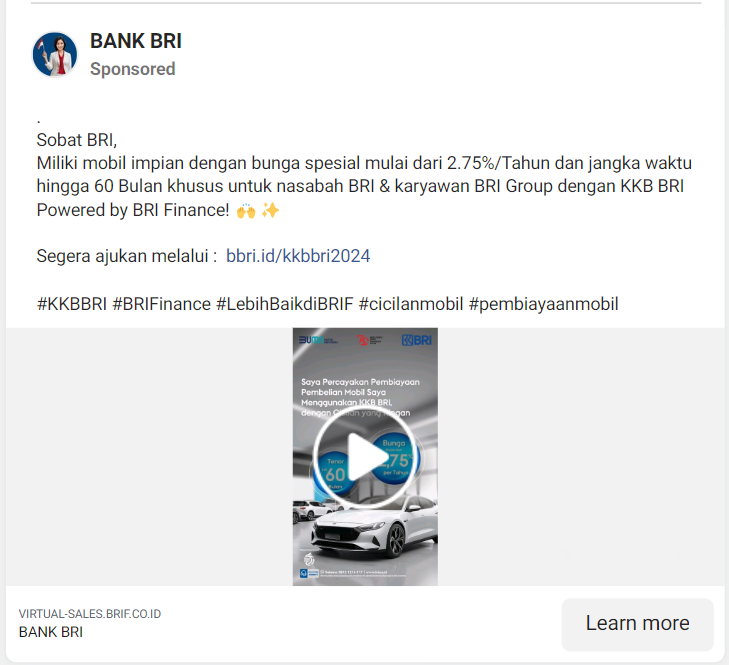 BANK BRI
Sponsored
.
Sobat BRI,
Miliki mobil impian dengan bunga spesial mulai dari 2.75%/Tahun dan jangka waktu
hingga 60 Bulan khusus untuk nasabah BRI & karyawan BRI Group dengan KKB BRI
Powered by BRI Finance! 🙌 ✨
Segera ajukan melalui : bbri.id/kkbbri2024
#KKBBRI #BRIFinance #LebihBaikdiBRIF #cicilanmobil #pembiayaanmobil
BRI
Saya Percayakan Pembiayaan
Pembelian Mobil Saya
Menggunakan KKB BRI,
dengan Cicilan yang Ringan
Bunga
2,75%
per Tahun
Tenor
60
VIRTUAL-SALES.BRIF.CO.ID
BANK BRI
Learn more